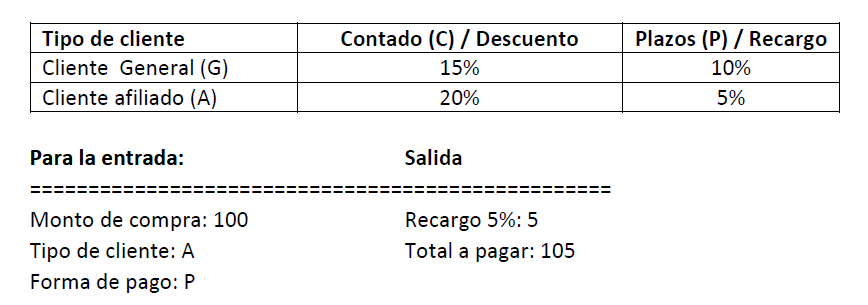 Tipo de cliente Contado (C) / Descuento Plazos (P) / Recargo
Cliente General (G) 15% 10%
Cliente afiliado (A) 20% 5%
Para la entrada: Salida
==================================================
Monto de compra: 100 Recargo 5%: 5
Tipo de cliente: A Total a pagar: 105
Forma de pago: P